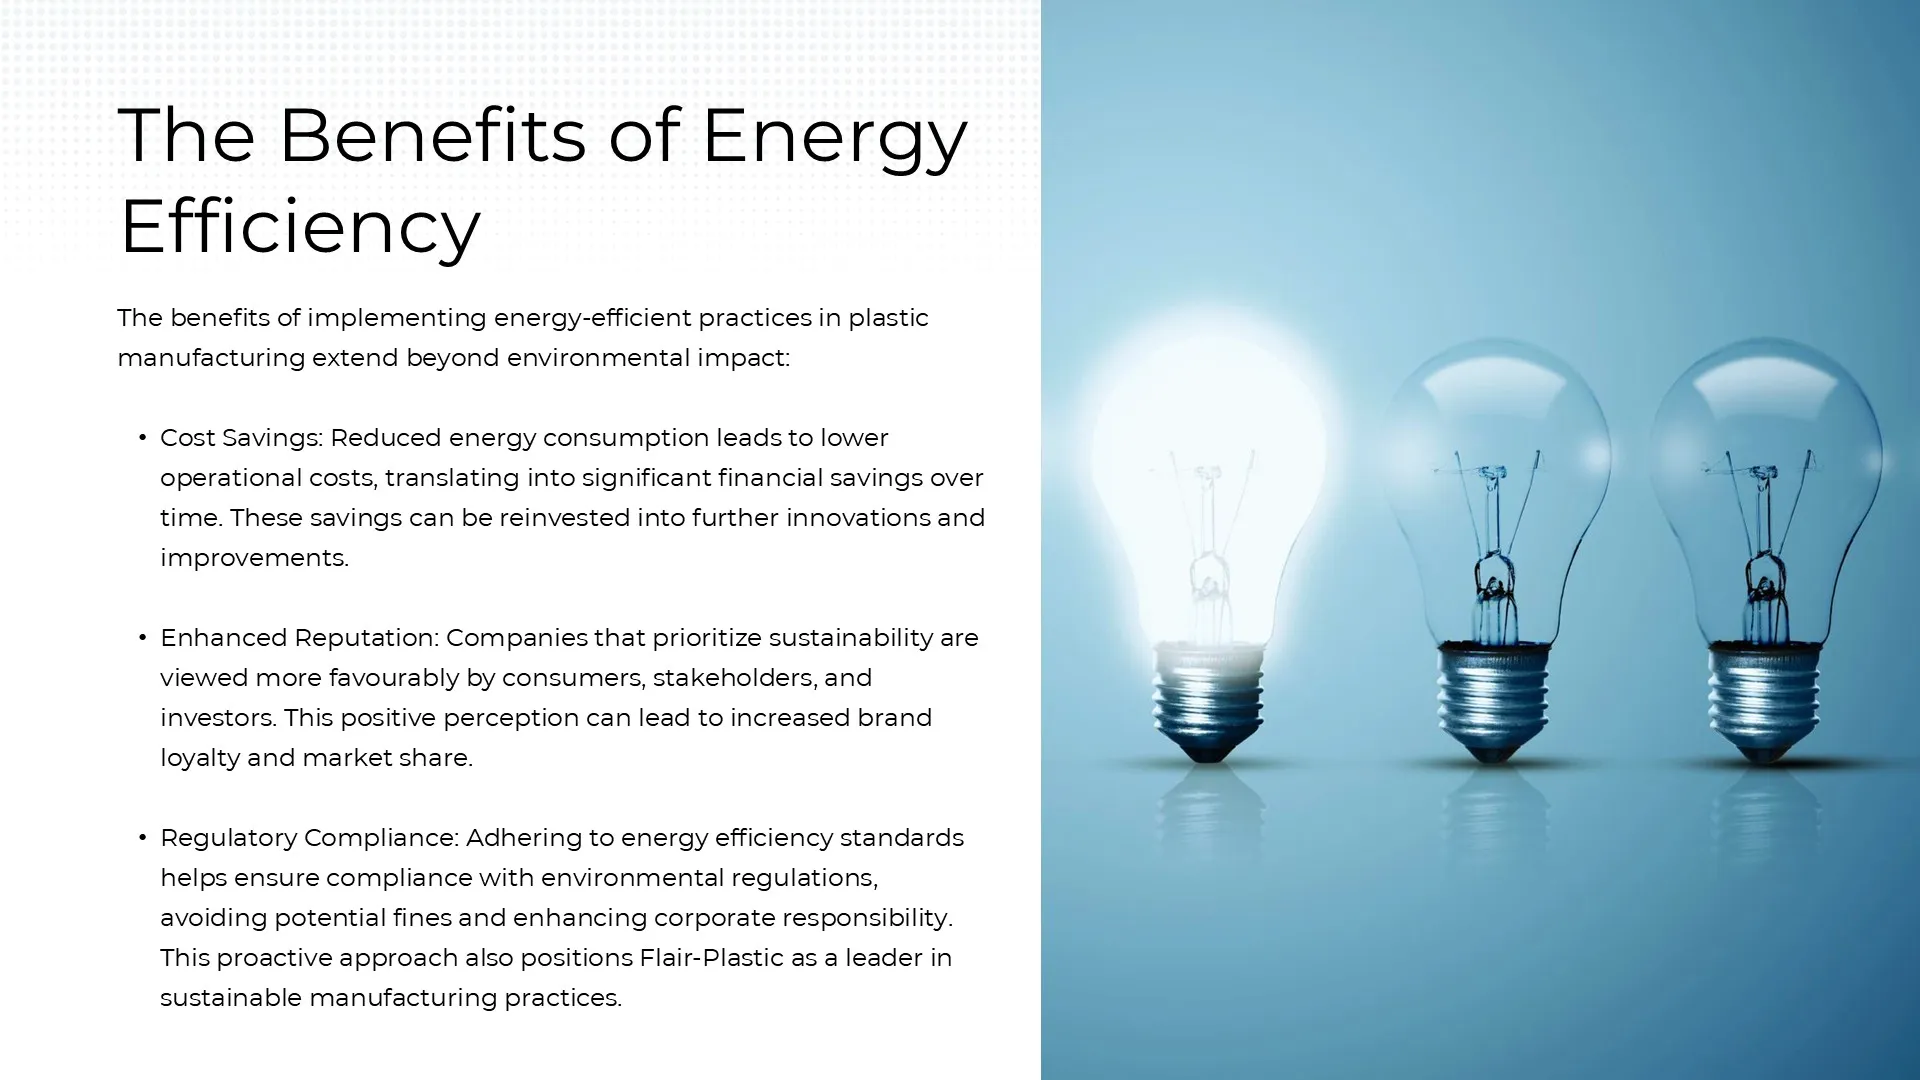 The Benefits of Energy
Efficiency
The benefits of implementing energy-efficient practices in plastic
manufacturing extend beyond environmental impact:
• Cost Savings: Reduced energy consumption leads to lower
operational costs, translating into significant financial savings over
time. These savings can be reinvested into further innovations and
improvements.
• Enhanced Reputation: Companies that prioritize sustainability are
viewed more favourably by consumers, stakeholders, and
investors. This positive perception can lead to increased brand
loyalty and market share.
• Regulatory Compliance: Adhering to energy efficiency standards
helps ensure compliance with environmental regulations,
avoiding potential fines and enhancing corporate responsibility.
This proactive approach also positions Flair-Plastic as a leader in
sustainable manufacturing practices.